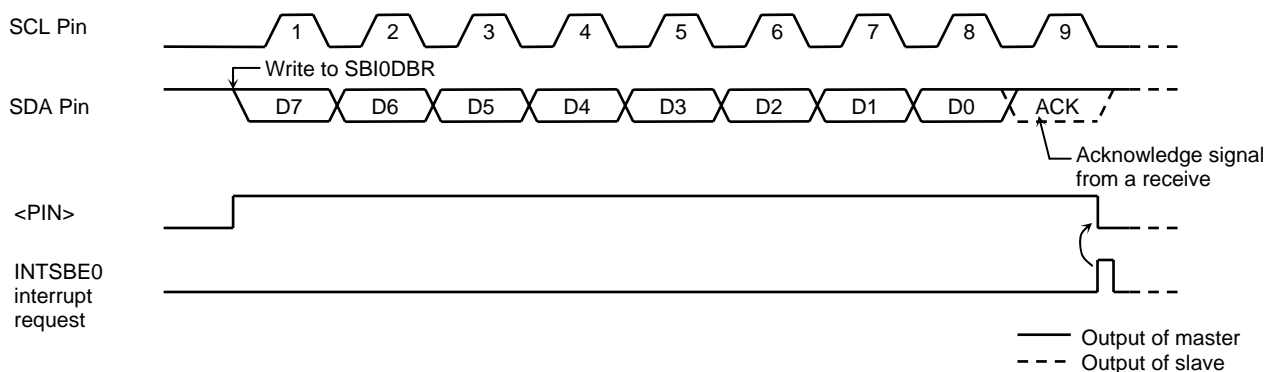 SCL Pin
1 2 3 4 5 6 7 8 9
Write to SBI0DBR
SDA Pin
D7 D6 D5 D4 D3 D2 D1 D0 ACK
Acknowledge signal
from a receive
<PIN>
INTSBE0
interrupt
request
Output of master
Output of slave